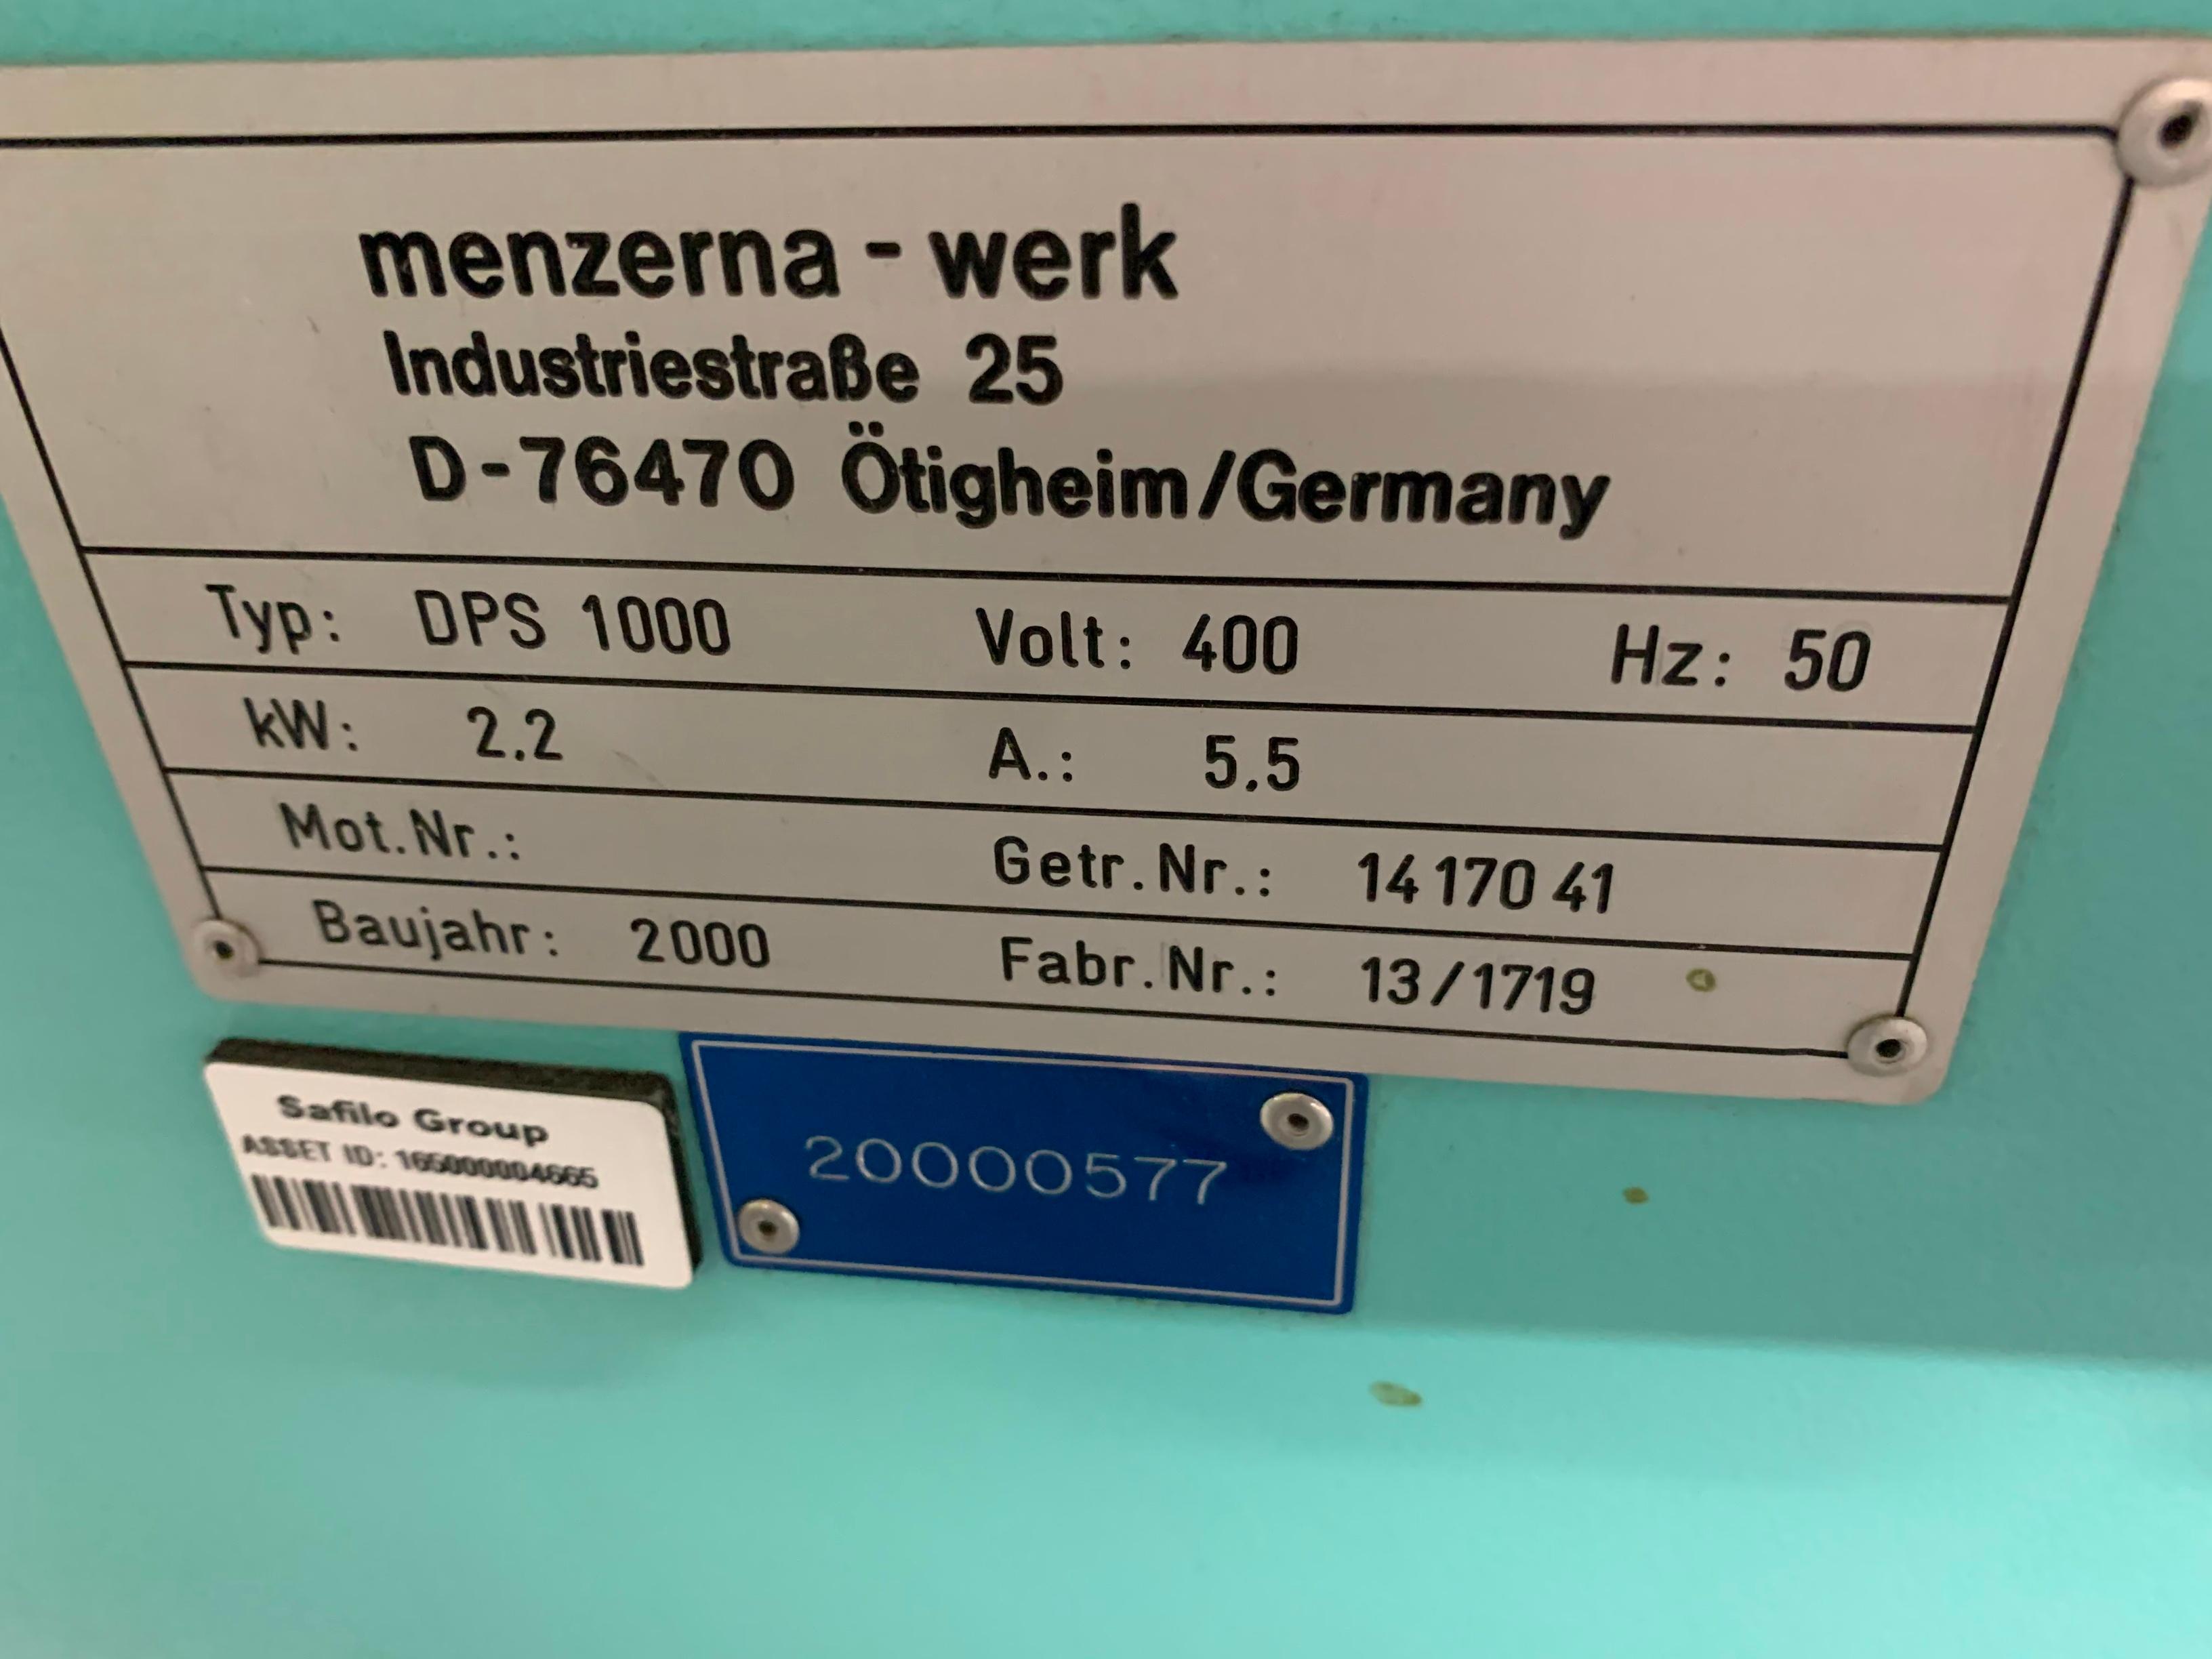 menzerna - werk
Industriestraße 25
D-76470 Ötigheim/Germany
Typ: DPS 1000 Volt: 400 Hz: 50
kW: 2.2 A.: 5.5
Mot.Nr.: Getr.Nr.: 14 170 41
Baujahr: 2000 Fabr.Nr.: 13/1719
Safilo Group
ASSET ID: 165000004665
20000577